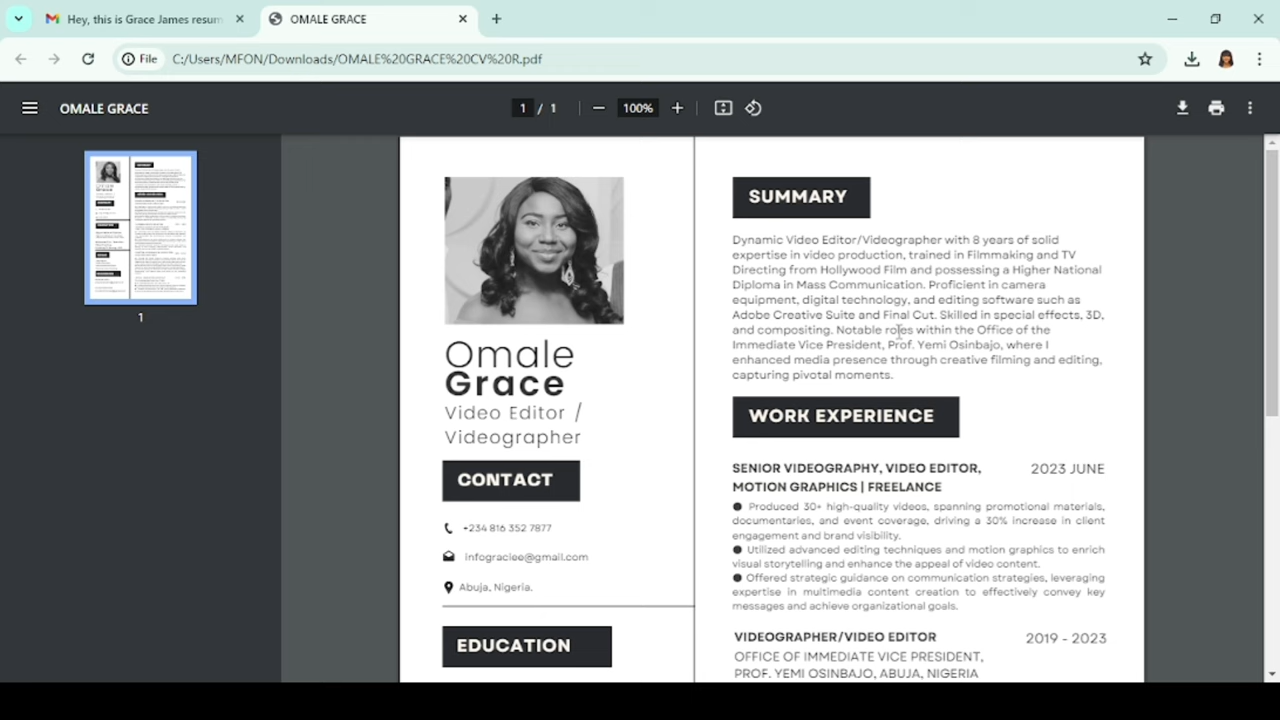 Hey, this is Grace James resum
OMALE GRACE
File
C:/Users/MFON/Downloads/OMALE%20GRACE%20CV%20R.pdf
OMALE GRACE
1 / 1
100%
1
Omale
Grace
Video Editor /
Videographer
CONTACT
+234 816 352 7877
infograciee@gmail.com
Abuja, Nigeria.
EDUCATION
SUMMARY
Dynamic Video Editor/Videographer with 8 years of solid
expertise in video production, trained in Filmmaking and TV
Directing from Hollywood Film and possessing a Higher National
Diploma in Mass Communication. Proficient in camera
equipment, digital technology, and editing software such as
Adobe Creative Suite and Final Cut. Skilled in special effects, 3D,
and compositing. Notable roles within the Office of the
Immediate Vice President, Prof. Yemi Osinbajo, where I
enhanced media presence through creative filming and editing,
capturing pivotal moments.
WORK EXPERIENCE
SENIOR VIDEOGRAPHY, VIDEO EDITOR, 2023 JUNE
MOTION GRAPHICS | FREELANCE
● Produced 30+ high-quality videos, spanning promotional materials,
documentaries, and event coverage, driving a 30% increase in client
engagement and brand visibility.
● Utilized advanced editing techniques and motion graphics to enrich
visual storytelling and enhance the appeal of video content.
● Offered strategic guidance on communication strategies, leveraging
expertise in multimedia content creation to effectively convey key
messages and achieve organizational goals.
VIDEOGRAPHER/VIDEO EDITOR 2019 - 2023
OFFICE OF IMMEDIATE VICE PRESIDENT,
PROF. YEMI OSINBAJO, ABUJA, NIGERIA